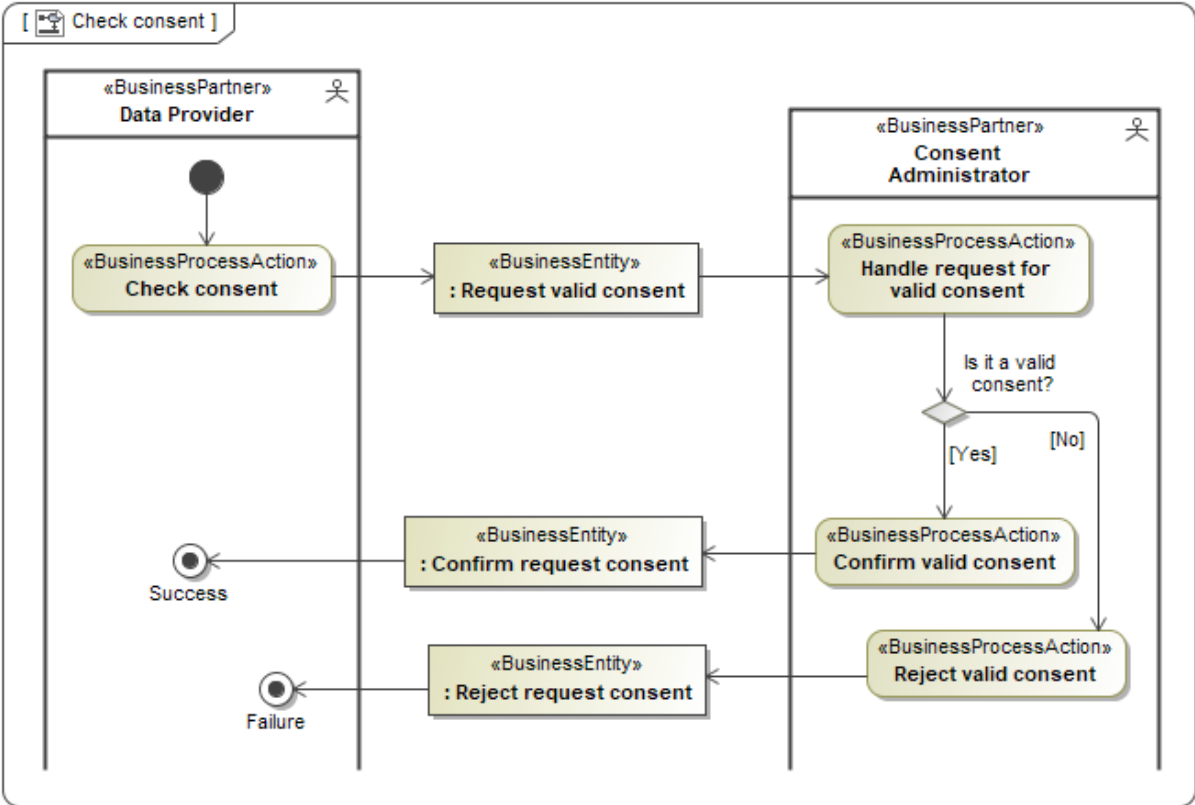 [ Check consent ]
«BusinessPartner»
Data Provider
«BusinessPartner»
Consent
Administrator
«BusinessProcessAction»
Check consent
«BusinessEntity»
: Request valid consent
«BusinessProcessAction»
Handle request for
valid consent
Is it a valid
consent?
[Yes]
[No]
«BusinessProcessAction»
Confirm valid consent
«BusinessEntity»
: Confirm request consent
Success
«BusinessProcessAction»
Reject valid consent
«BusinessEntity»
: Reject request consent
Failure